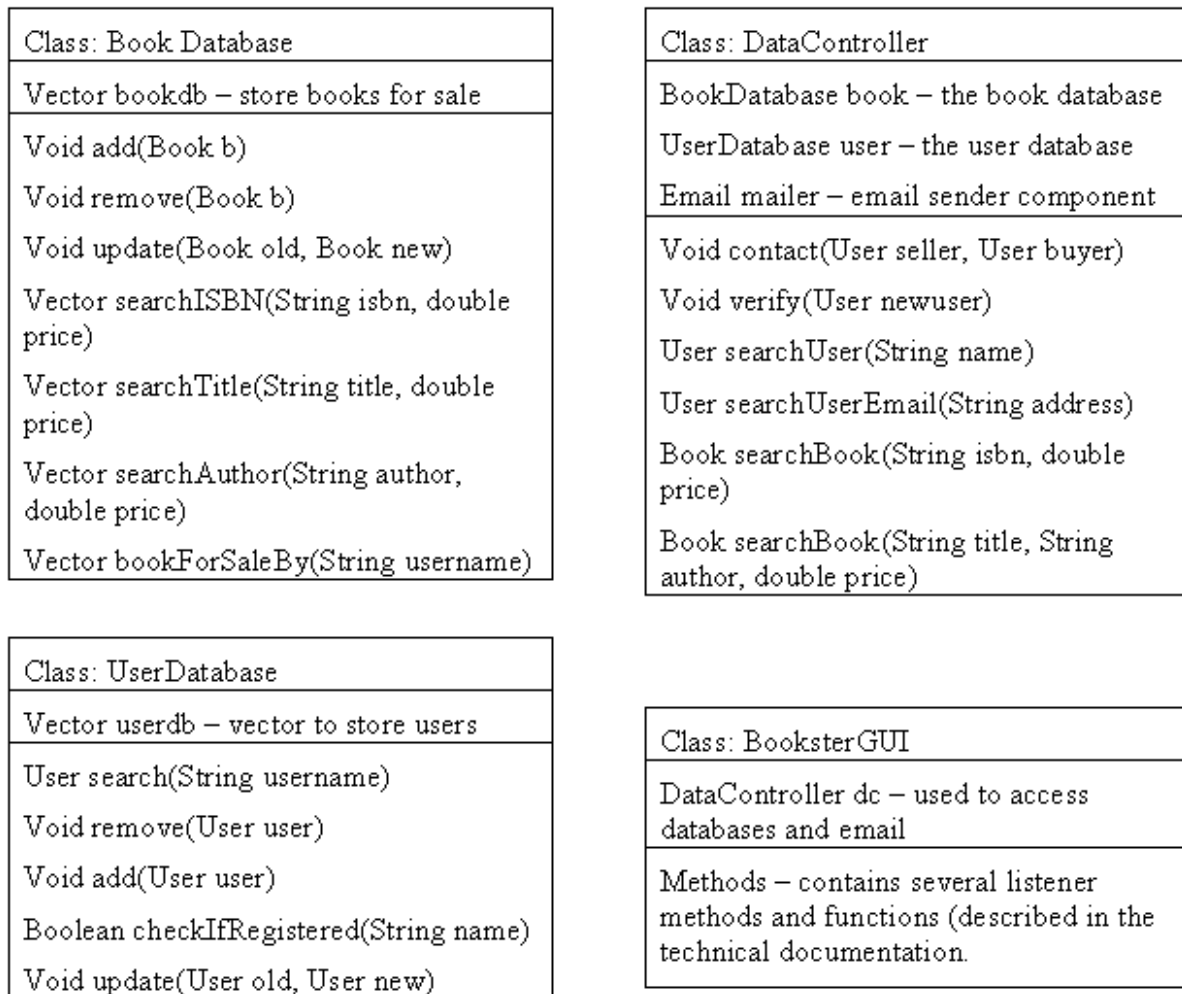 Class: Book Database
Vector bookdb – store books for sale
Void add(Book b)
Void remove(Book b)
Void update(Book old, Book new)
Vector searchISBN(String isbn, double
price)
Vector searchTitle(String title, double
price)
Vector searchAuthor(String author,
double price)
Vector bookForSaleBy(String username)
Class: DataController
BookDatabase book – the book database
UserDatabase user – the user database
Email mailer – email sender component
Void contact(User seller, User buyer)
Void verify(User newuser)
User searchUser(String name)
User searchUserEmail(String address)
Book searchBook(String isbn, double
price)
Book searchBook(String title, String
author, double price)
Class: UserDatabase
Vector userdb – vector to store users
User search(String username)
Void remove(User user)
Void add(User user)
Boolean checkIfRegistered(String name)
Void update(User old, User new)
Class: BooksterGUI
DataController dc – used to access
databases and email
Methods – contains several listener
methods and functions (described in the
technical documentation.